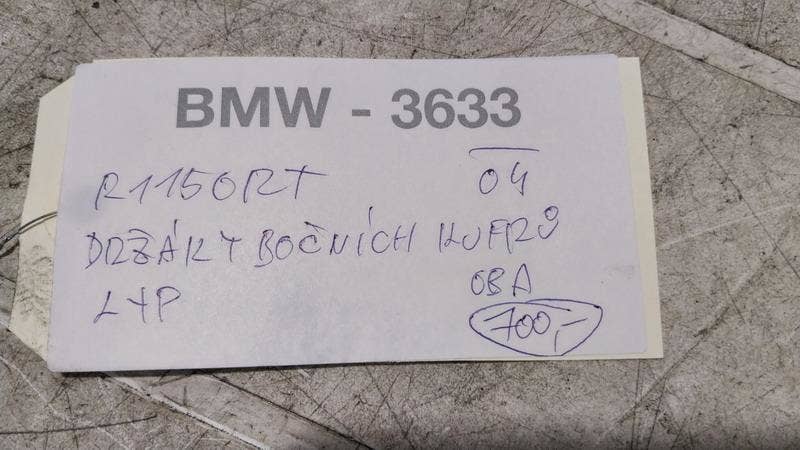 BMW - 3633
R1150RT 04
DRŽÁKY BOČNÍCH KUFRŮ
L+P OBA
700,-